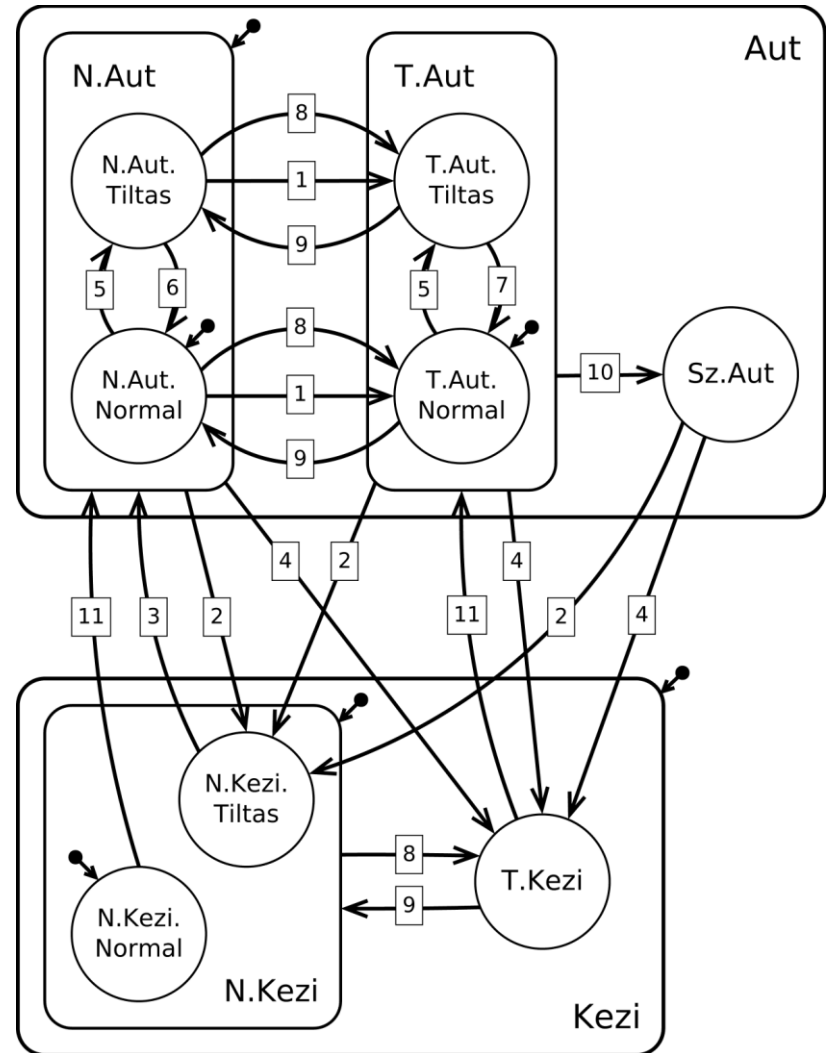 Aut
N.Aut
T.Aut
8
N.Aut.
Tiltas
1
T.Aut.
Tiltas
9
5
6
5
7
8
N.Aut.
Normal
1
T.Aut.
Normal
9
10
Sz.Aut
4
2
4
11
3
2
11
2
4
N.Kezi.
Tiltas
8
T.Kezi
9
N.Kezi.
Normal
N.Kezi
Kezi